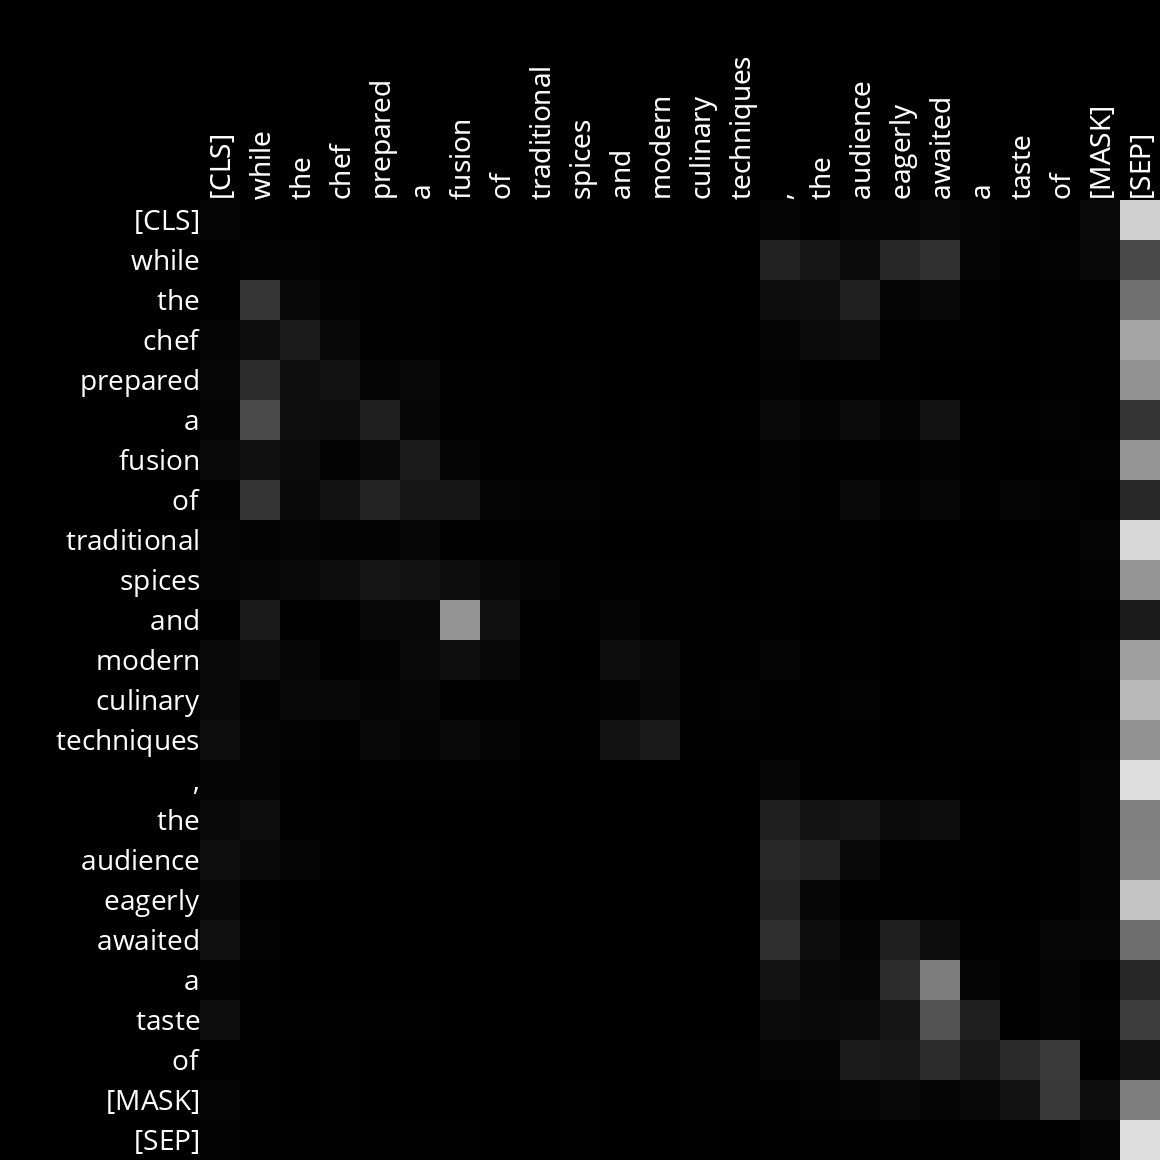 [CLS] while the chef prepared a fusion of traditional spices and modern culinary techniques , the audience eagerly awaited a taste of [MASK] [SEP]
[CLS]
while
the
chef
prepared
a
fusion
of
traditional
spices
and
modern
culinary
techniques
,
the
audience
eagerly
awaited
a
taste
of
[MASK]
[SEP]